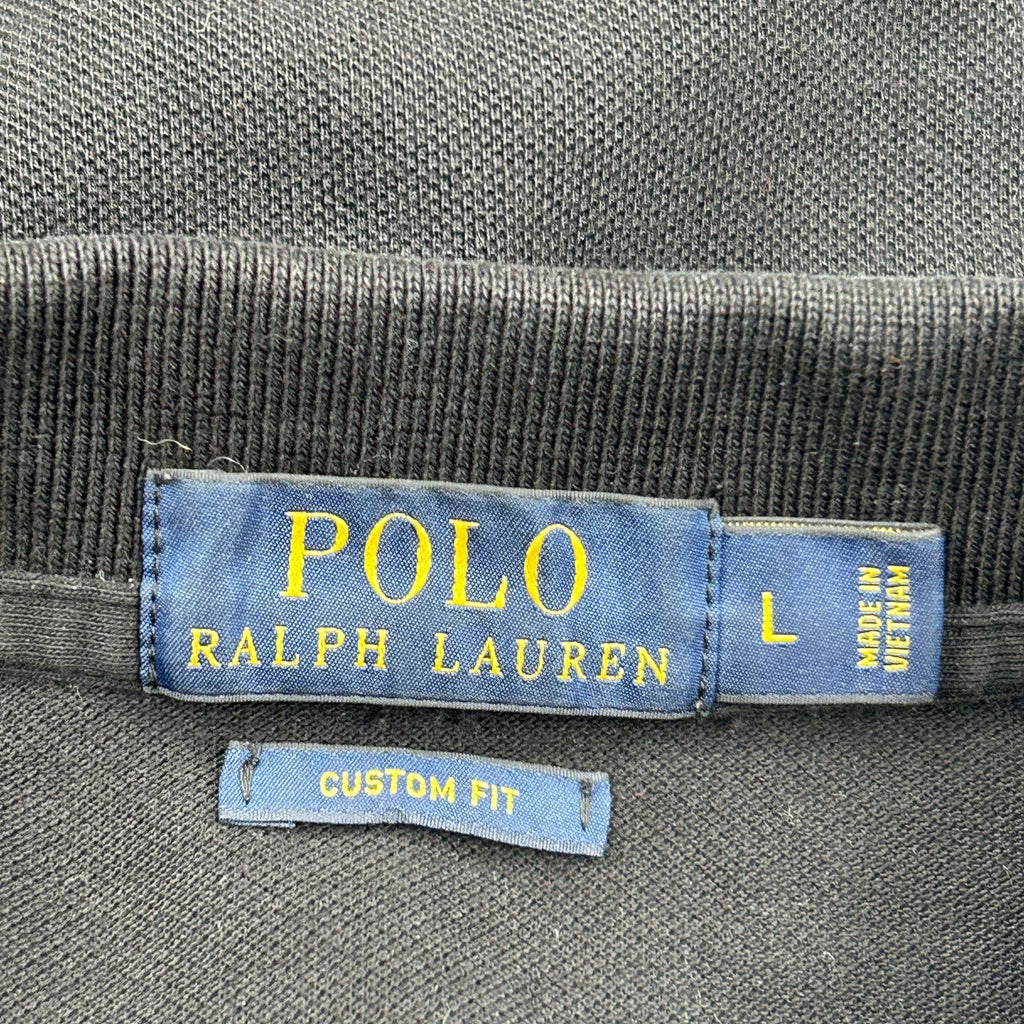 POLO
RALPH LAUREN
L
MADE IN
VIETNAM
CUSTOM FIT